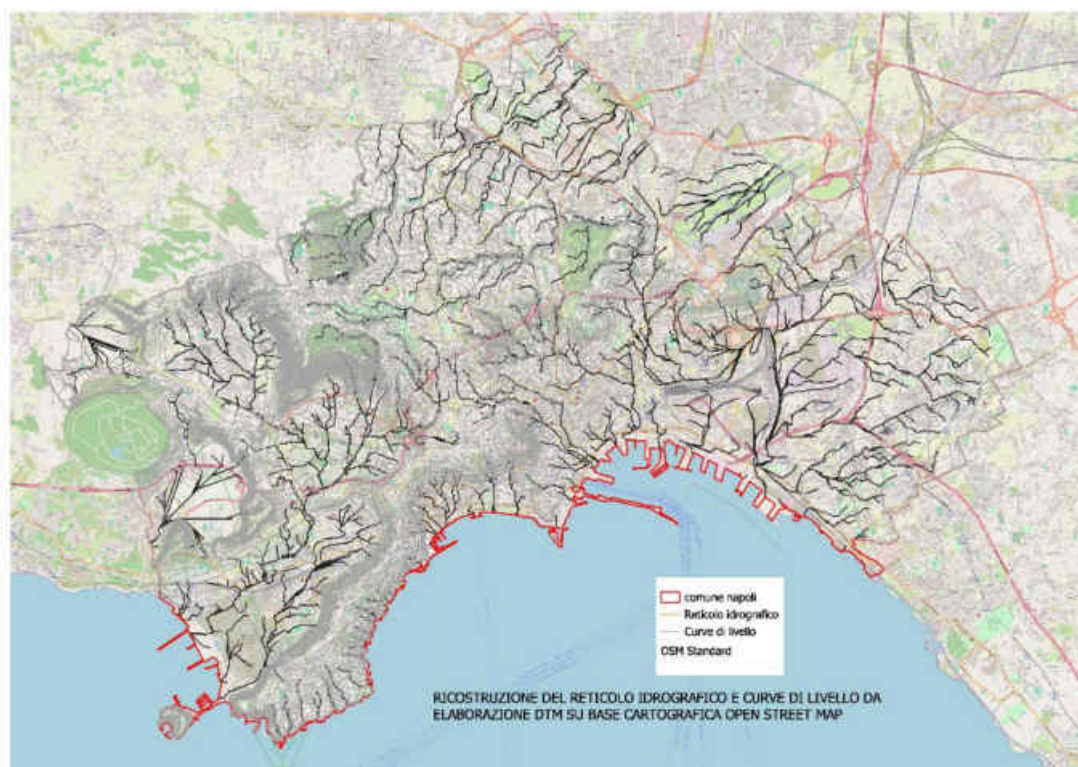 comune napoli
Reticolo idrografico
Curve di livello
OSM Standard
RICOSTRUZIONE DEL RETICOLO IDROGRAFICO E CURVE DI LIVELLO DA
ELABORAZIONE DTM SU BASE CARTOGRAFICA OPEN STREET MAP